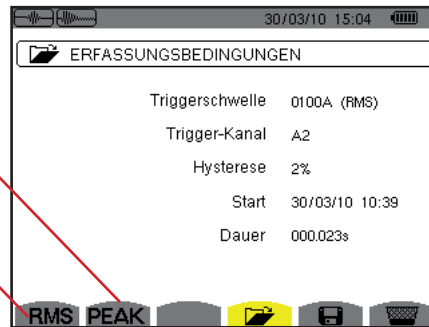 30/03/10 15:04
ERFASSUNGSBEDINGUNGEN
Triggerschwelle 0100A (RMS)
Trigger-Kanal A2
Hysterese 2%
Start 30/03/10 10:39
Dauer 000.023s
RMS PEAK